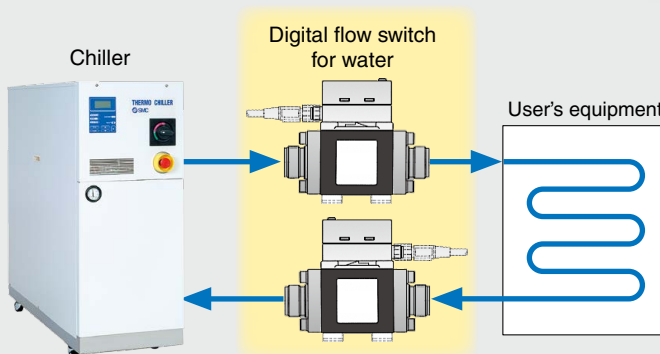 Digital flow switch
for water
Chiller
User's equipment
THERMO CHILLER
SMC